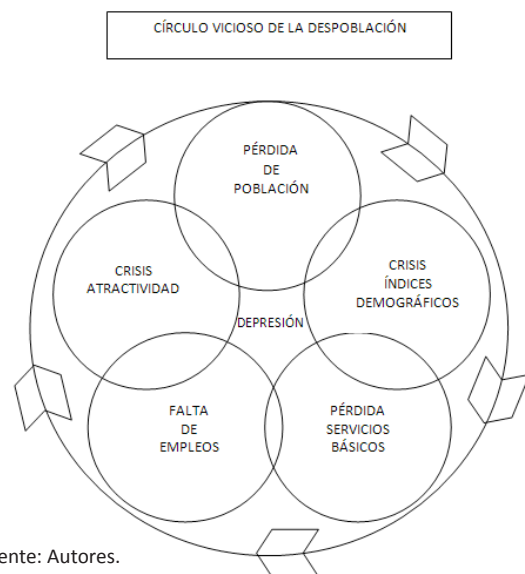 CÍRCULO VICIOSO DE LA DESPOBLACIÓN
PÉRDIDA
DE
POBLACIÓN
CRISIS
ATRACTIVIDAD
CRISIS
ÍNDICES
DEMOGRÁFICOS
DEPRESIÓN
FALTA
DE
EMPLEOS
PÉRDIDA
SERVICIOS
BÁSICOS
ente: Autores.